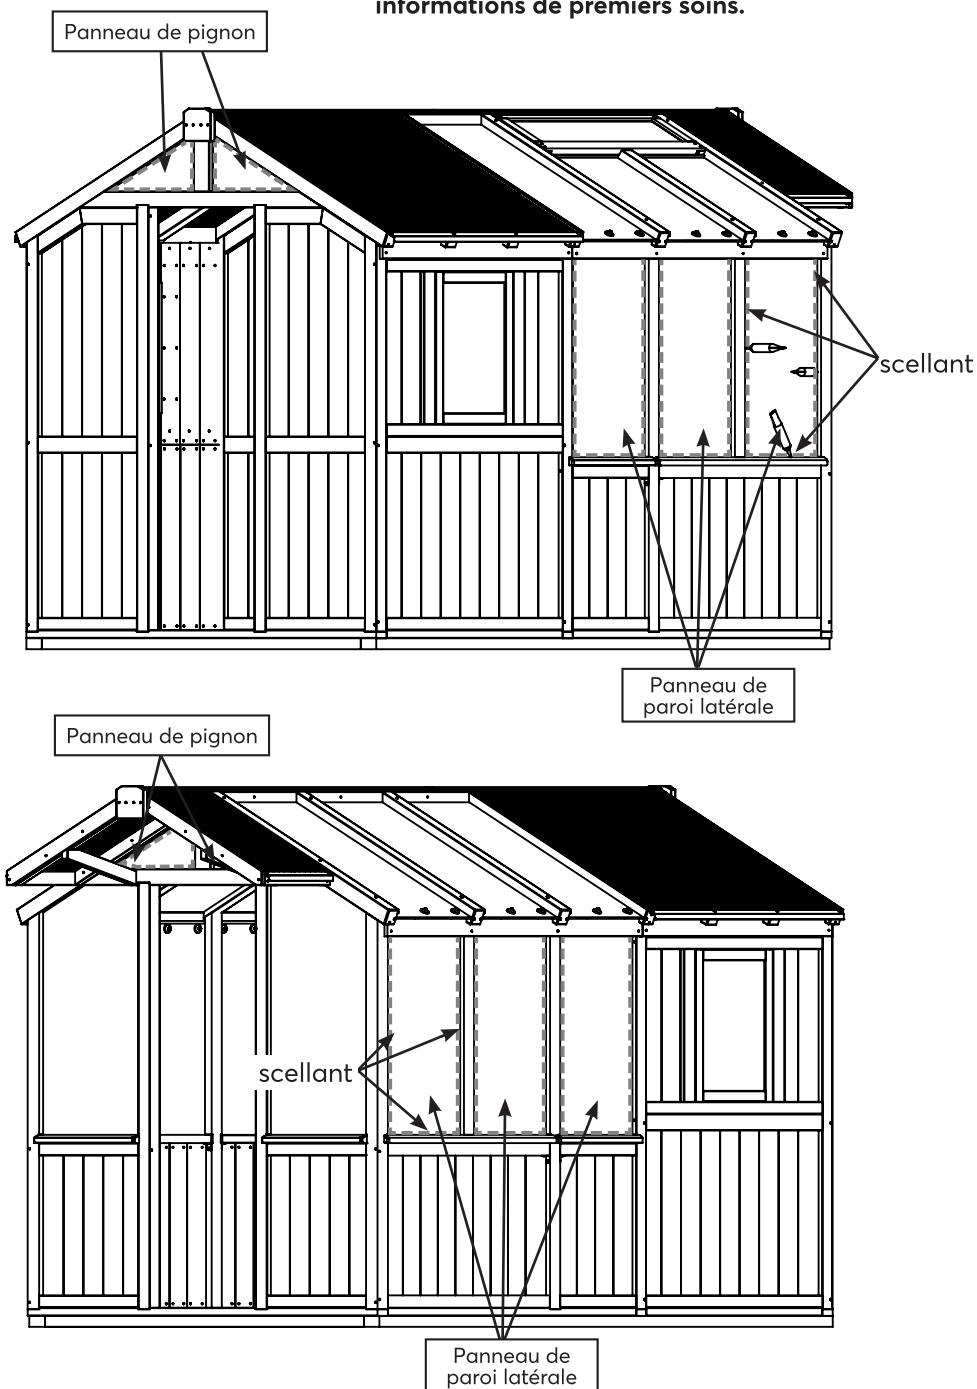 informations de premiers soins.
Panneau de pignon
scellant
Panneau de
paroi latérale
Panneau de pignon
scellant
Panneau de
paroi latérale